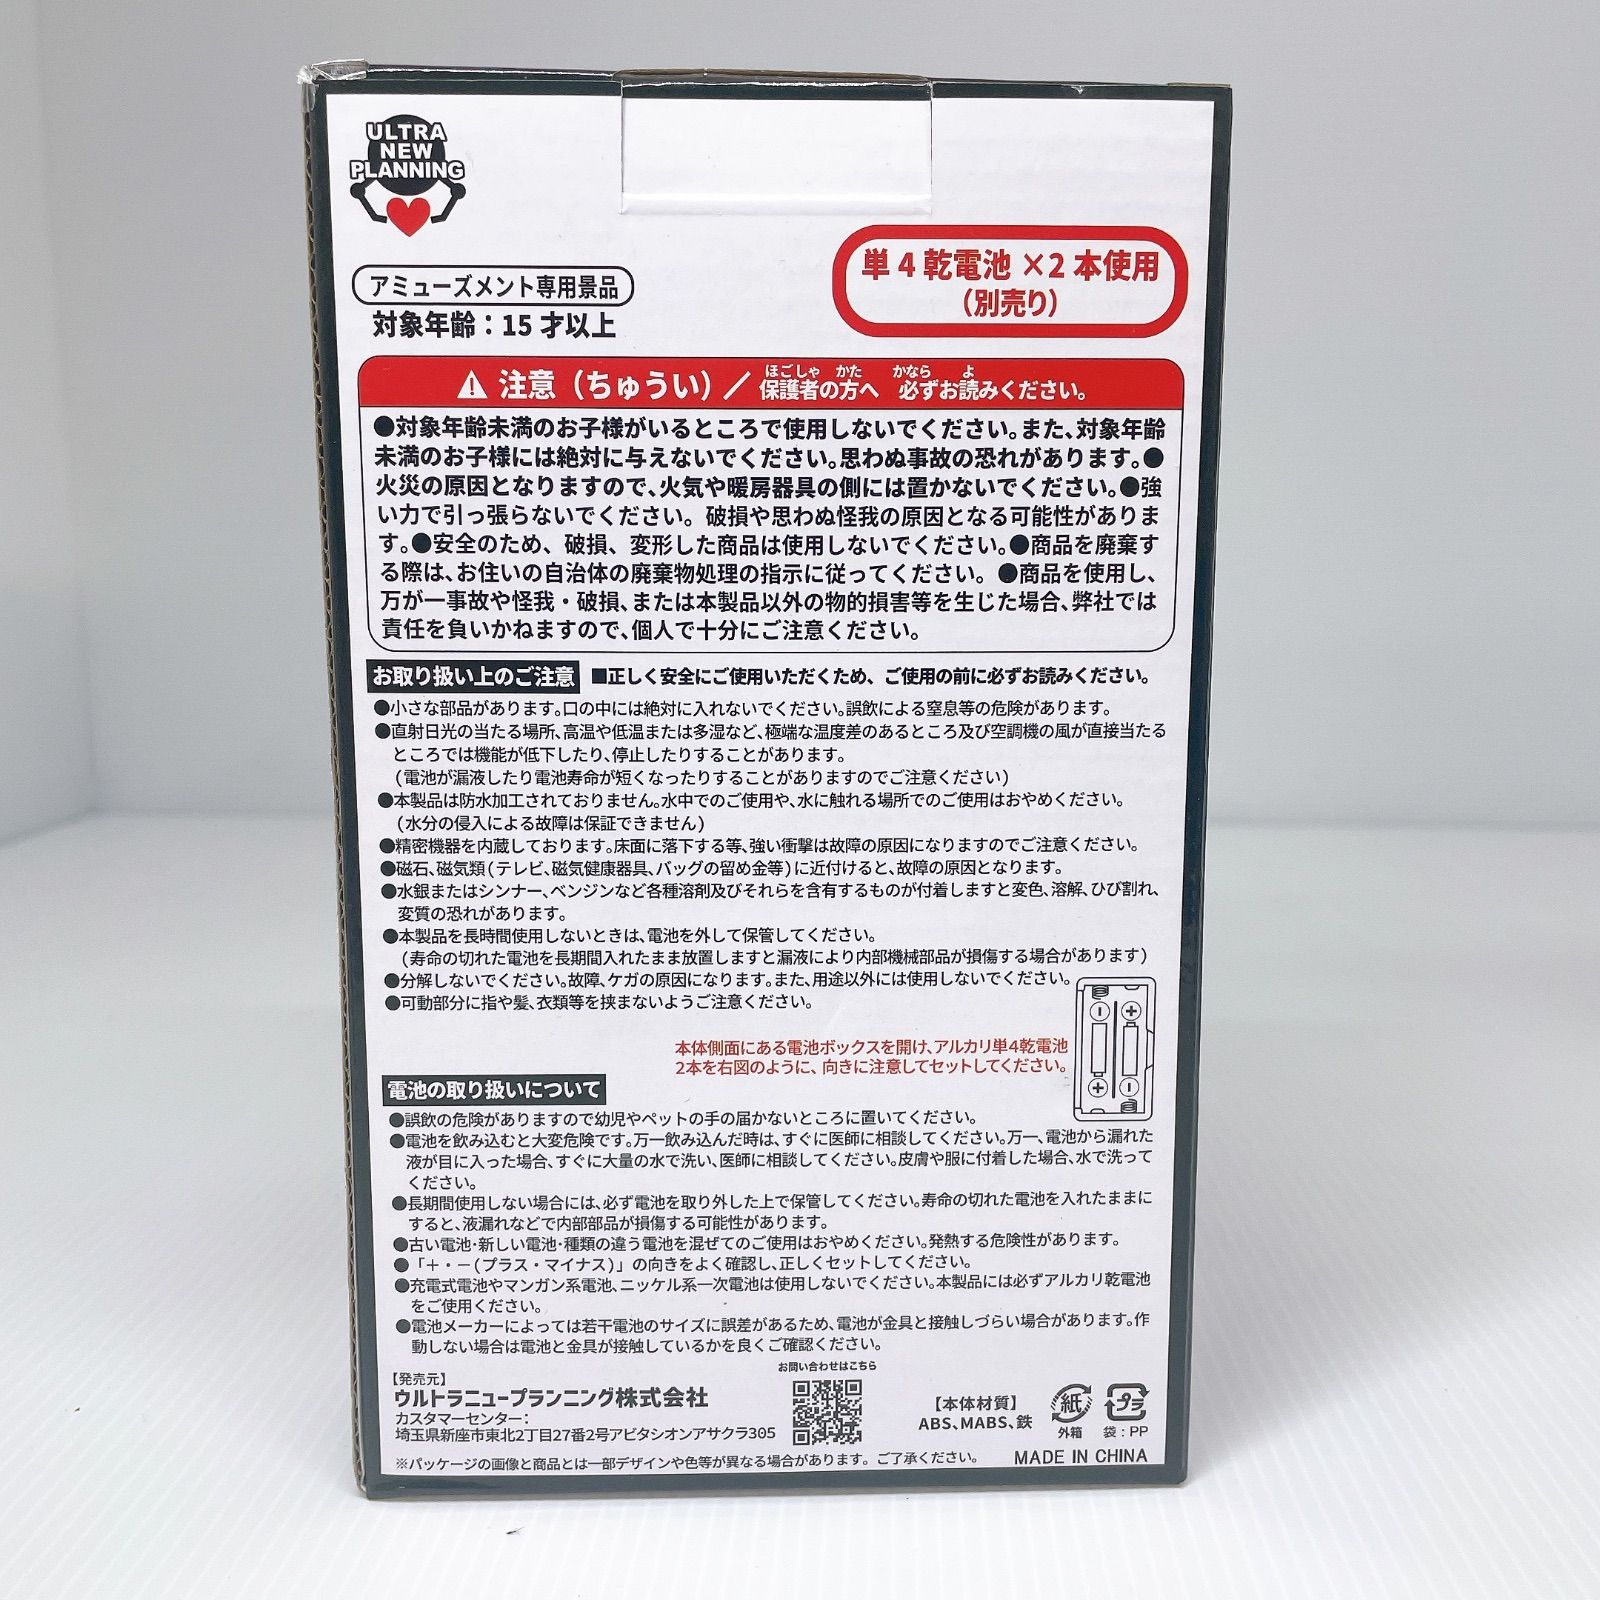 ULTRA
NEW
PLANNING
アミューズメント専用景品
対象年齢：15才以上
単4乾電池×2本使用
（別売り）
⚠ 注意（ちゅうい）／保護者の方へ 必ずお読みください。
ほごしゃ かた かなら よ
●対象年齢未満のお子様がいるところで使用しないでください。また、対象年齢
未満のお子様には絶対に与えないでください。思わぬ事故の恐れがあります。●
火災の原因となりますので、火気や暖房器具の側には置かないでください。●強
い力で引っ張らないでください。破損や思わぬ怪我の原因となる可能性がありま
す。●安全のため、破損、変形した商品は使用しないでください。●商品を廃棄す
る際は、お住いの自治体の廃棄物処理の指示に従ってください。●商品を使用し、
万が一事故や怪我・破損、または本製品以外の物的損害等を生じた場合、弊社では
責任を負いかねますので、個人で十分にご注意ください。
お取り扱い上のご注意 ■正しく安全にご使用いただくため、ご使用の前に必ずお読みください。
●小さな部品があります。口の中には絶対に入れないでください。誤飲による窒息等の危険があります。
●直射日光の当たる場所、高温や低温または多湿など、極端な温度差のあるところ及び空調機の風が直接当たる
ところでは機能が低下したり、停止したりすることがあります。
（電池が漏液したり電池寿命が短くなったりすることがありますのでご注意ください）
●本製品は防水加工されておりません。水中でのご使用や、水に触れる場所でのご使用はおやめください。
（水分の侵入による故障は保証できません）
●精密機器を内蔵しております。床面に落下する等、強い衝撃は故障の原因になりますのでご注意ください。
●磁石、磁気類（テレビ、磁気健康器具、バッグの留め金等）に近付けると、故障の原因となります。
●水銀またはシンナー、ベンジンなど各種溶剤及びそれらを含有するものが付着しますと変色、溶解、ひび割れ、
変質の恐れがあります。
●本製品を長時間使用しないときは、電池を外して保管してください。
（寿命の切れた電池を長期間入れたまま放置しますと漏液により内部機械部品が損傷する場合があります）
●分解しないでください。故障、ケガの原因になります。また、用途以外には使用しないでください。
●可動部分に指や髪、衣類等を挟まないようご注意ください。
本体側面にある電池ボックスを開け、アルカリ単4乾電池
2本を右図のように、向きに注意してセットしてください。
電池の取り扱いについて
●誤飲の危険がありますので幼児やペットの手の届かないところに置いてください。
●電池を飲み込むと大変危険です。万一飲み込んだ時は、すぐに医師に相談してください。万一、電池から漏れた
液が目に入った場合、すぐに大量の水で洗い、医師に相談してください。皮膚や服に付着した場合、水で洗って
ください。
●長期間使用しない場合には、必ず電池を取り外した上で保管してください。寿命の切れた電池を入れたままに
すると、液漏れなどで内部部品が損傷する可能性があります。
●古い電池・新しい電池・種類の違う電池を混ぜてのご使用はおやめください。発熱する危険性があります。
●「＋・－（プラス・マイナス）」の向きをよく確認し、正しくセットしてください。
●充電式電池やマンガン系電池、ニッケル系一次電池は使用しないでください。本製品には必ずアルカリ乾電池
をご使用ください。
●電池メーカーによっては若干電池のサイズに誤差があるため、電池が金具と接触しづらい場合があります。作
動しない場合は電池と金具が接触しているかを良くご確認ください。
【発売元】
ウルトラニュープランニング株式会社
カスタマーセンター：
埼玉県新座市東北2丁目27番2号アビタシオンアサクラ305
お問い合わせはこちら
【本体材質】
ABS、MABS、鉄
紙
外箱
プラ
袋：PP
※パッケージの画像と商品とは一部デザインや色等が異なる場合があります。ご了承ください。
MADE IN CHINA